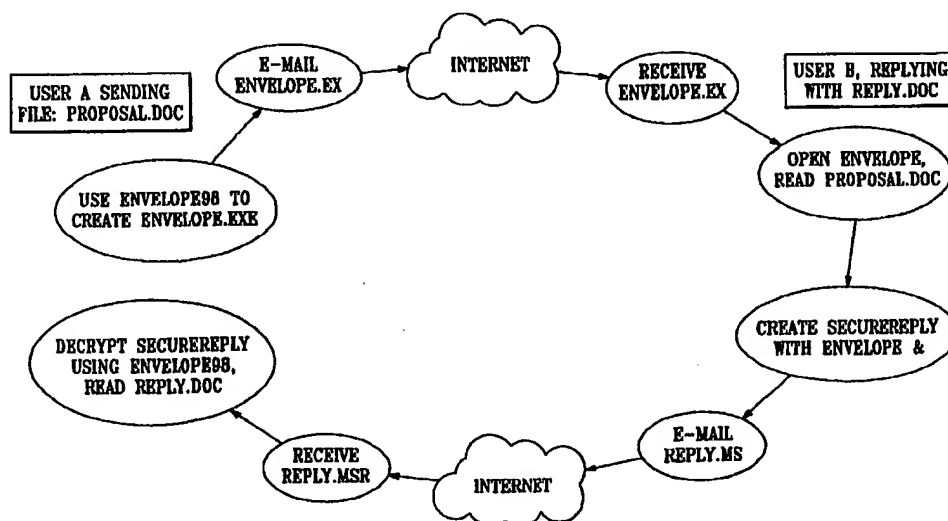 USER A SENDING
FILE: PROPOSAL.DOC
USE ENVELOPE98 TO
CREATE ENVELOPE.EXE
E-MAIL
ENVELOPE.EX
INTERNET
RECEIVE
ENVELOPE.EX
USER B, REPLYING
WITH REPLY.DOC
OPEN ENVELOPE,
READ PROPOSAL.DOC
CREATE SECUREREPLY
WITH ENVELOPE &
E-MAIL
REPLY.MS
INTERNET
RECEIVE
REPLY.MSR
DECRYPT SECUREREPLY
USING ENVELOPE98,
READ REPLY.DOC